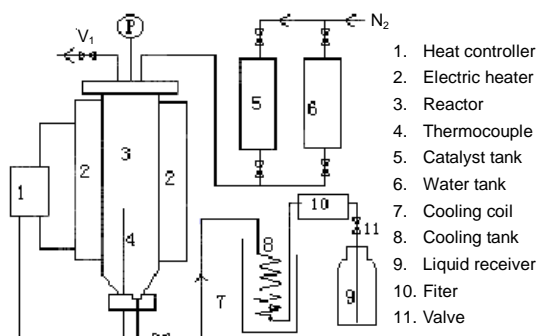 V1
P
N2
1
2
3
2
4
5
6
7
8
9
10
11
1. Heat controller
2. Electric heater
3. Reactor
4. Thermocouple
5. Catalyst tank
6. Water tank
7. Cooling coil
8. Cooling tank
9. Liquid receiver
10. Fiter
11. Valve